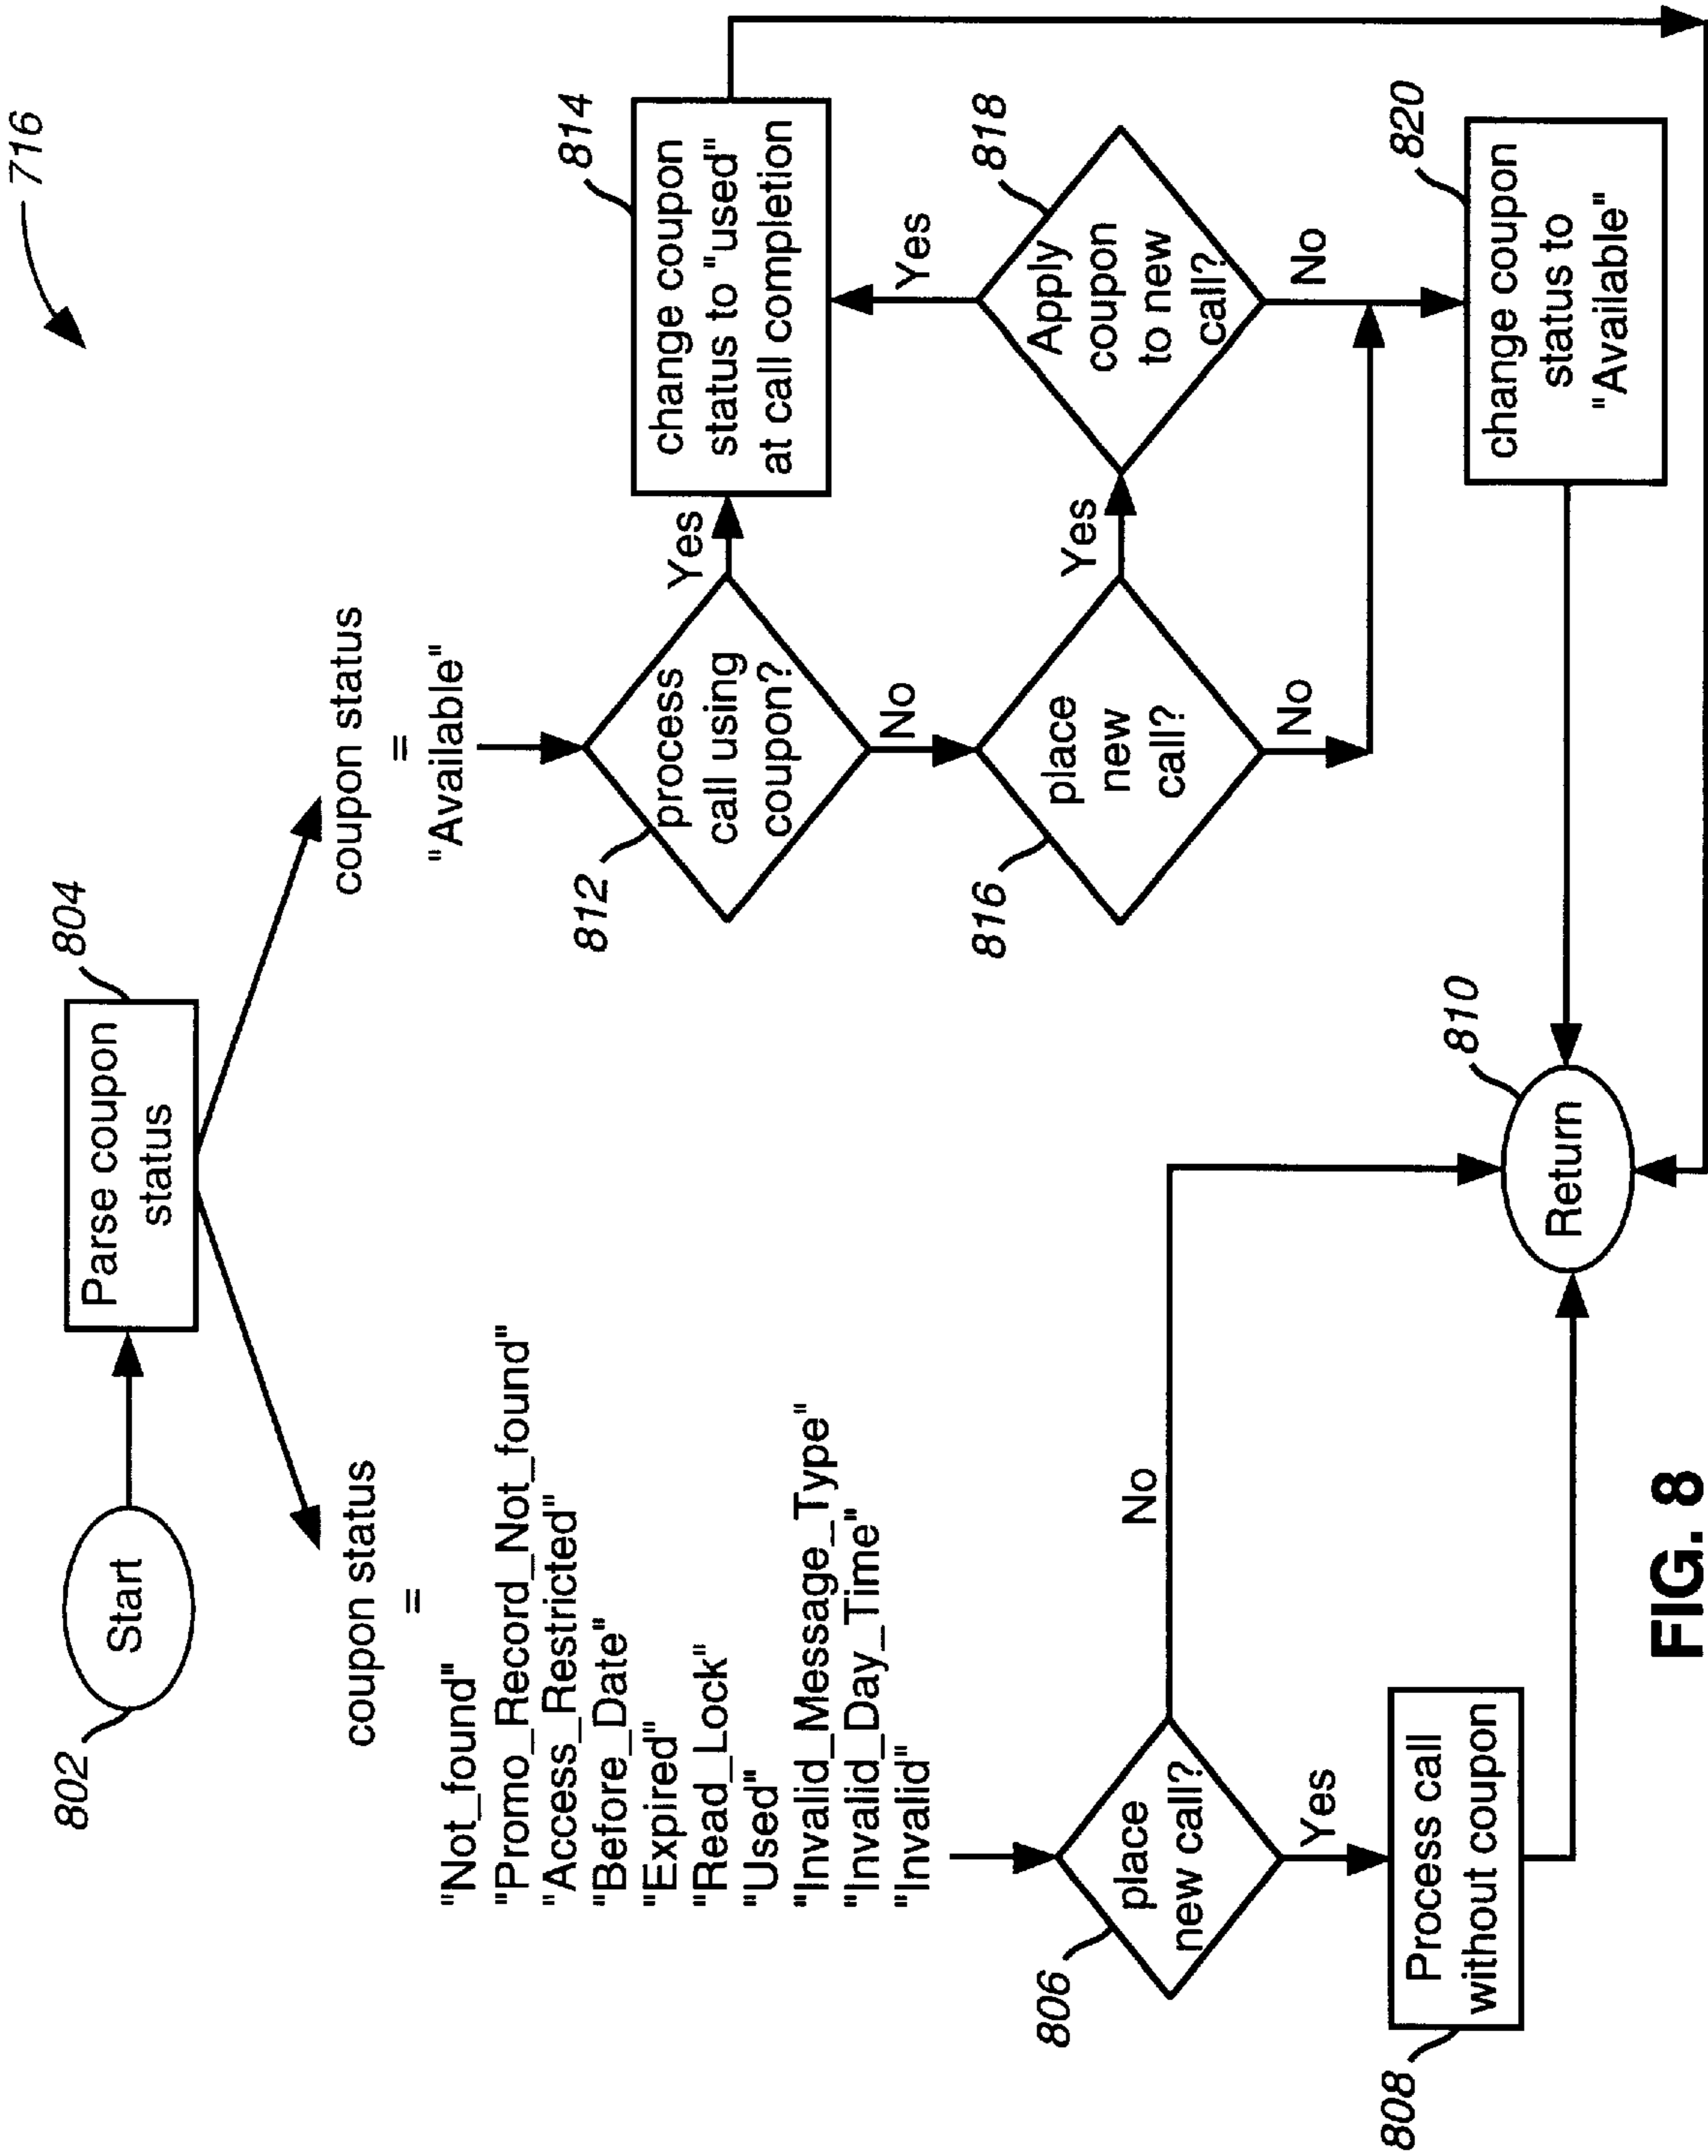 716
802
Start
804
Parse coupon
status
coupon status
=
"Not_found"
"Promo_Record_Not_found"
"Access_Restricted"
"Before_Date"
"Expired"
"Read_Lock"
"Used"
"Invalid_Message_Type"
"Invalid_Day_Time"
"Invalid"
coupon status
=
"Available"
806
place
new call?
No
Yes
808
Process call
without coupon
812
process
call using
coupon?
Yes
No
814
change coupon
status to "used"
at call completion
816
place
new
call?
Yes
No
818
Apply
coupon
to new
call?
Yes
No
820
change coupon
status to
"Available"
810
Return
FIG. 8